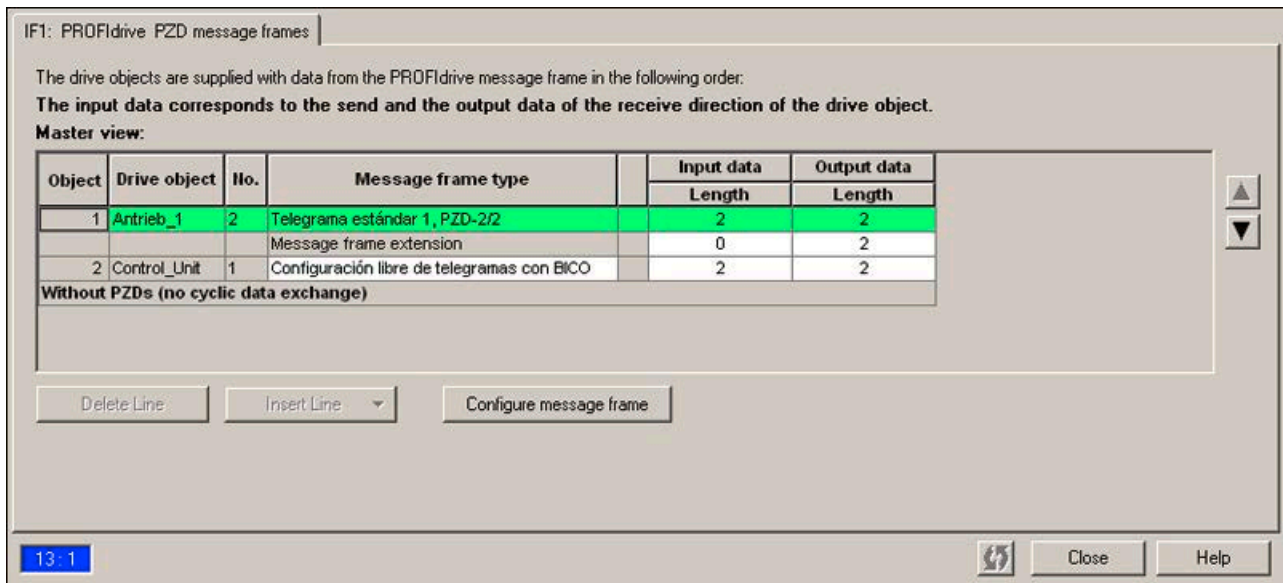 IF1: PROFIdrive PZD message frames
The drive objects are supplied with data from the PROFIdrive message frame in the following order:
The input data corresponds to the send and the output data of the receive direction of the drive object.
Master view:
Object Drive object No. Message frame type Input data Output data
Length Length
1 Antrieb_1 2 Telegrama estándar 1, PZD-2/2 2 2
Message frame extension 0 2
2 Control_Unit 1 Configuración libre de telegramas con BICO 2 2
Without PZDs (no cyclic data exchange)
Delete Line Insert Line Configure message frame
13: 1 Close Help